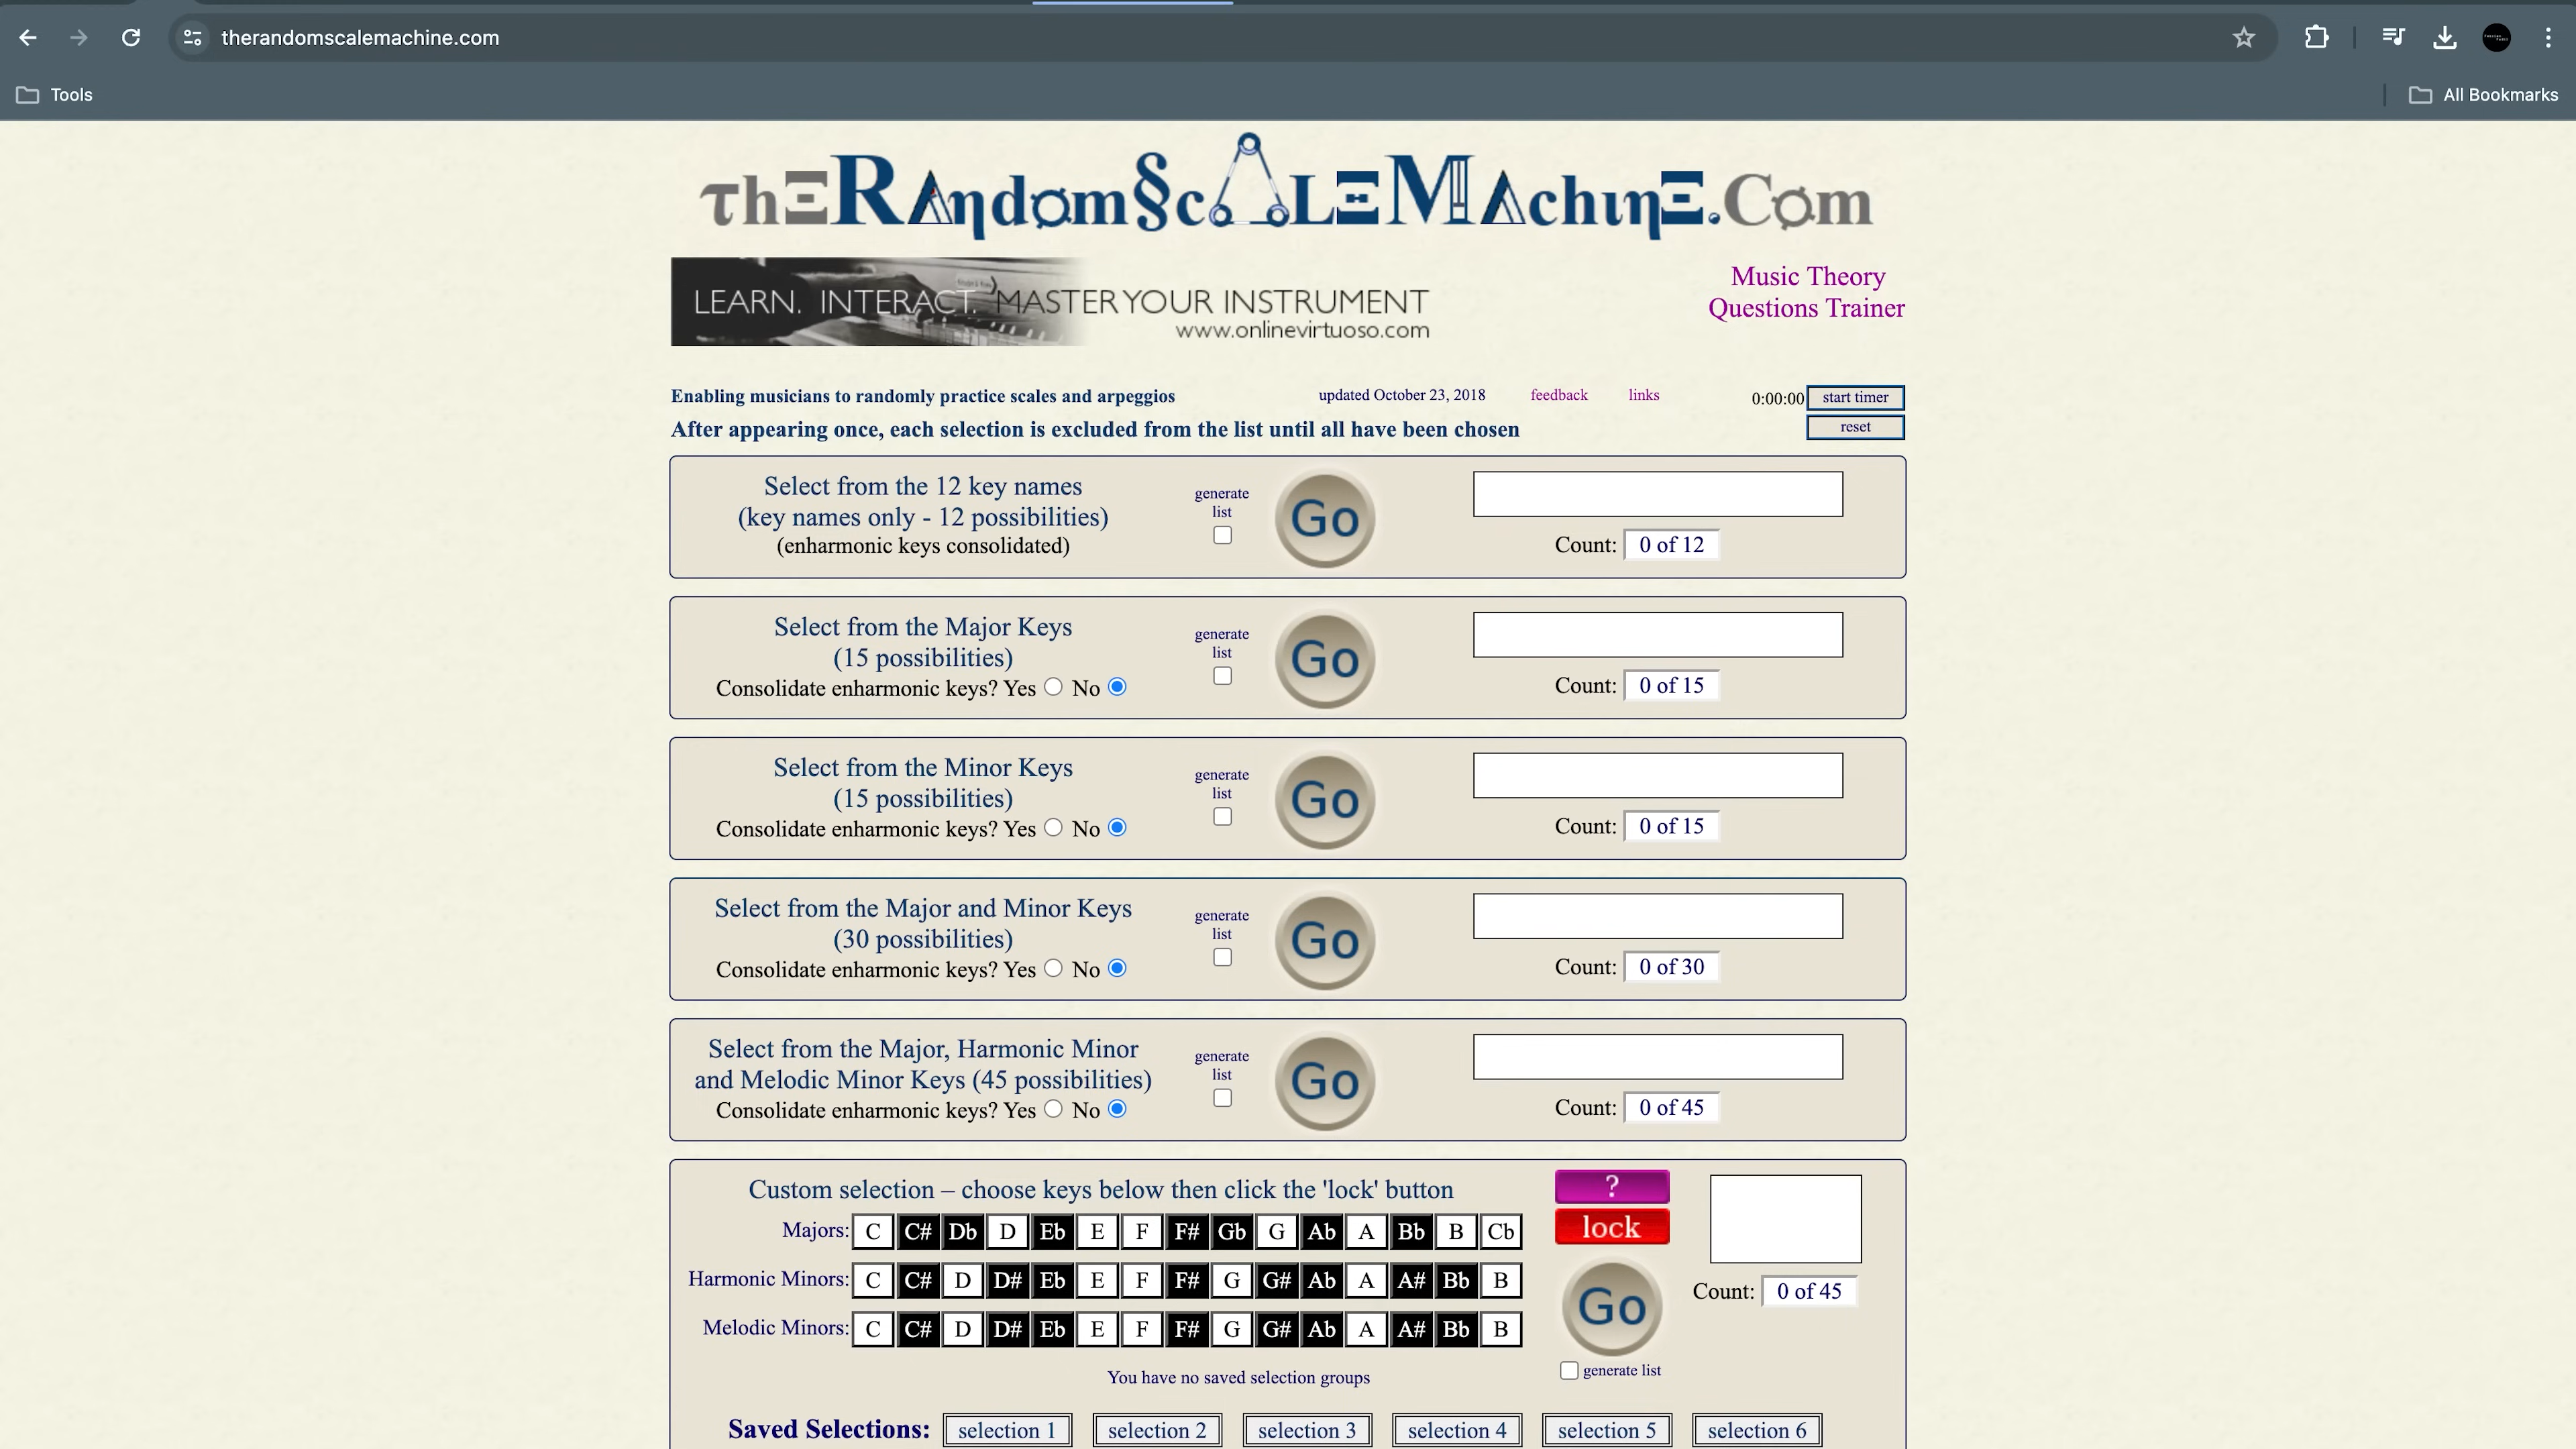 therandomscalemachine.com
Tools
All Bookmarks
thERAndomScALEMAchinE.Com
LEARN. INTERACT. MASTER YOUR INSTRUMENT
www.onlinevirtuoso.com
Music Theory
Questions Trainer
Enabling musicians to randomly practice scales and arpeggios updated October 23, 2018 feedback links 0:00:00 start timer
After appearing once, each selection is excluded from the list until all have been chosen reset
Select from the 12 key names
(key names only - 12 possibilities)
(enharmonic keys consolidated)
generate
list
Go
Count: 0 of 12
Select from the Major Keys
(15 possibilities)
Consolidate enharmonic keys? Yes No
generate
list
Go
Count: 0 of 15
Select from the Minor Keys
(15 possibilities)
Consolidate enharmonic keys? Yes No
generate
list
Go
Count: 0 of 15
Select from the Major and Minor Keys
(30 possibilities)
Consolidate enharmonic keys? Yes No
generate
list
Go
Count: 0 of 30
Select from the Major, Harmonic Minor
and Melodic Minor Keys (45 possibilities)
Consolidate enharmonic keys? Yes No
generate
list
Go
Count: 0 of 45
Custom selection – choose keys below then click the 'lock' button
Majors: C C# Db D Eb E F F# Gb G Ab A Bb B Cb
Harmonic Minors: C C# D D# Eb E F F# G G# Ab A A# Bb B
Melodic Minors: C C# D D# Eb E F F# G G# Ab A A# Bb B
You have no saved selection groups
?
lock
Go
generate list
Count: 0 of 45
Saved Selections: selection 1 selection 2 selection 3 selection 4 selection 5 selection 6